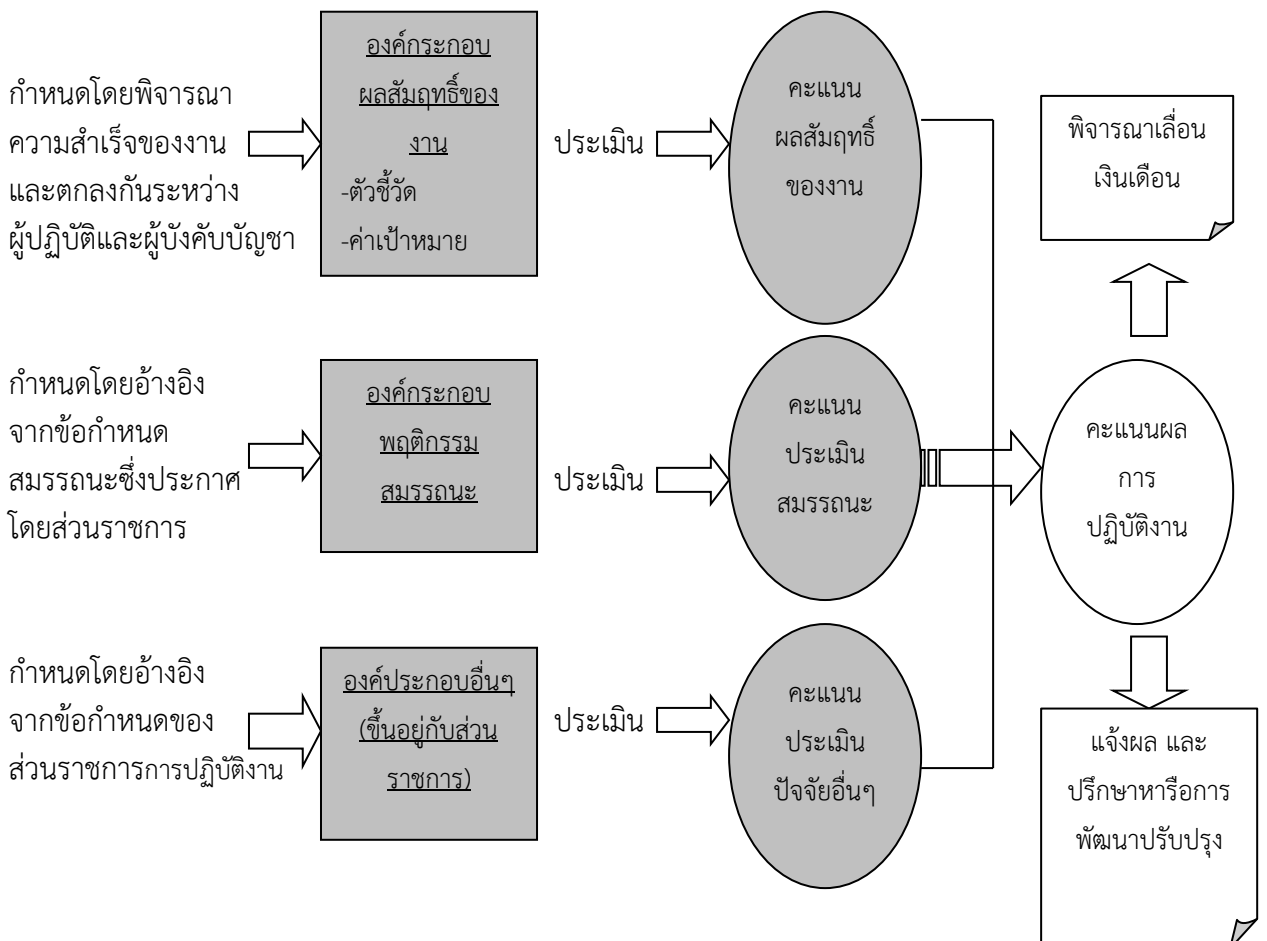 กำหนดโดยพิจารณา
ความสำเร็จของงาน
และตกลงกันระหว่าง
ผู้ปฏิบัติและผู้บังคับบัญชา
องค์กระกอบ
ผลสัมฤทธิ์ของ
งาน
-ตัวชี้วัด
-ค่าเป้าหมาย
ประเมิน
คะแนน
ผลสัมฤทธิ์
ของงาน
พิจารณาเลื่อน
เงินเดือน
กำหนดโดยอ้างอิง
จากข้อกำหนด
สมรรถนะซึ่งประกาศ
โดยส่วนราชการ
องค์กระกอบ
พฤติกรรม
สมรรถนะ
ประเมิน
คะแนน
ประเมิน
สมรรถนะ
คะแนนผล
การ
ปฏิบัติงาน
กำหนดโดยอ้างอิง
จากข้อกำหนดของ
ส่วนราชการการปฏิบัติงาน
องค์ประกอบอื่นๆ
(ขึ้นอยู่กับส่วน
ราชการ)
ประเมิน
คะแนน
ประเมิน
ปัจจัยอื่นๆ
แจ้งผล และ
ปรึกษาหารือการ
พัฒนาปรับปรุง